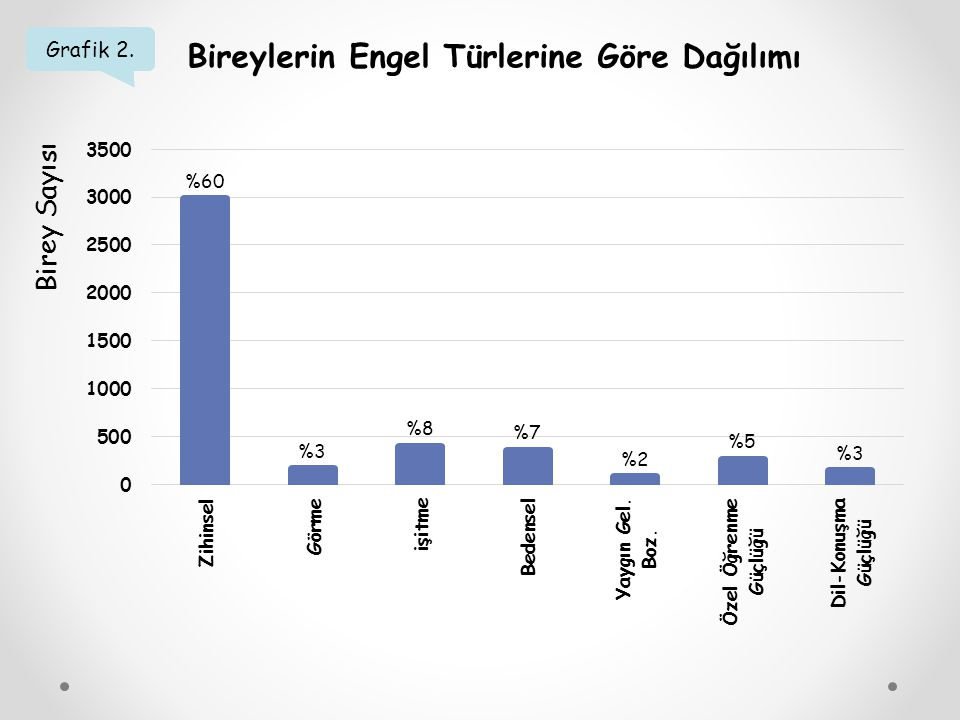 Grafik 2.
Bireylerin Engel Türlerine Göre Dağılımı
Birey Sayısı
3500
3000
2500
2000
1500
1000
500
0
%60
%3
%8
%7
%2
%5
%3
Zihinsel
Görme
işitme
Bedensel
Yaygın Gel.
Boz.
Özel Öğrenme
Güçlüğü
Dil-Konuşma
Güçlüğü